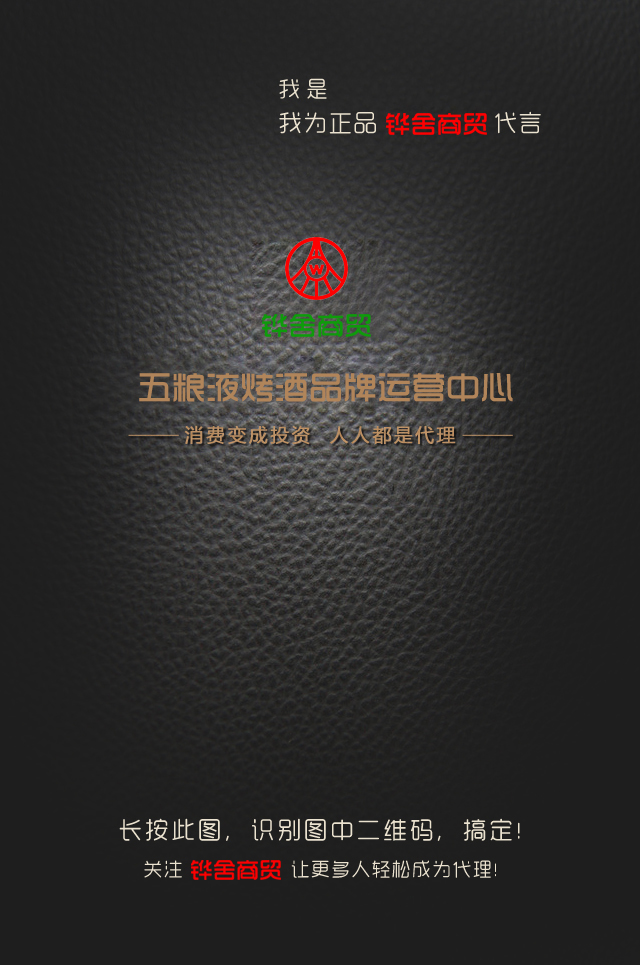 我是
我为正品 铧舍商贸 代言
W
铧舍商贸
五粮液烤酒品牌运营中心
消费变成投资 人人都是代理
长按此图, 识别图中二维码, 搞定!
关注 铧舍商贸 让更多人轻松成为代理!